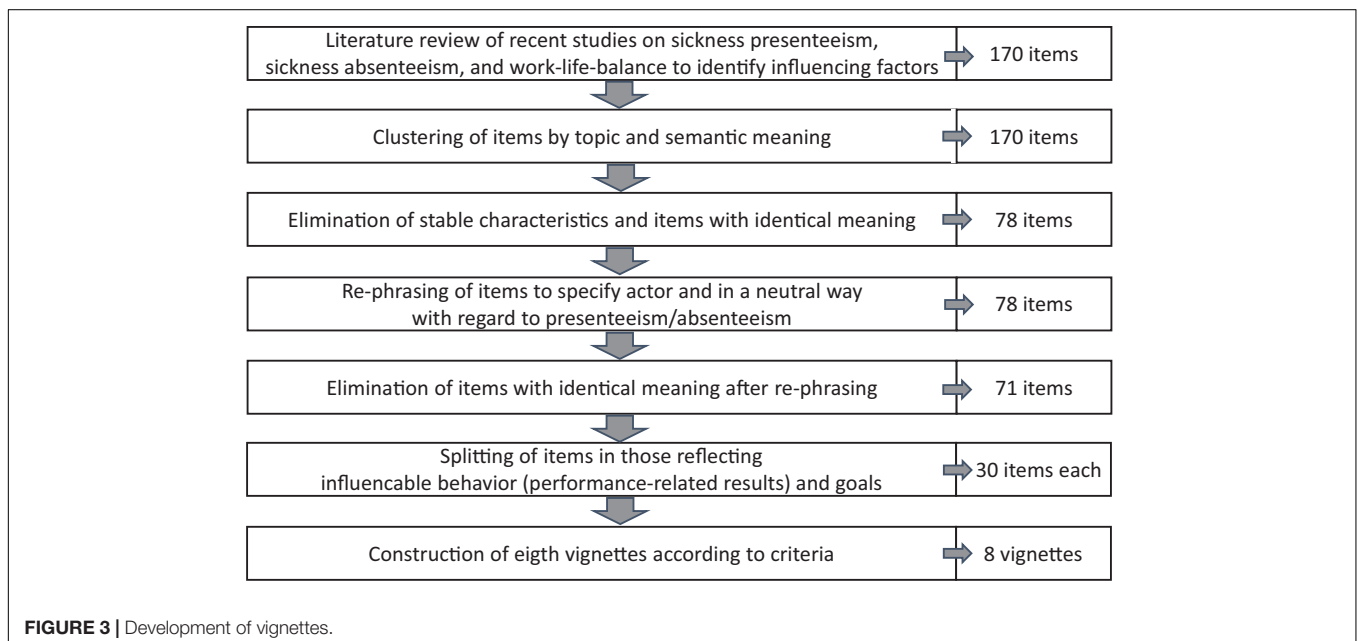 Literature review of recent studies on sickness presenteeism,
sickness absenteeism, and work-life-balance to identify influencing factors
170 items
Clustering of items by topic and semantic meaning
170 items
Elimination of stable characteristics and items with identical meaning
78 items
Re-phrasing of items to specify actor and in a neutral way
with regard to presenteeism/absenteeism
78 items
Elimination of items with identical meaning after re-phrasing
71 items
Splitting of items in those reflecting
influencable behavior (performance-related results) and goals
30 items each
Construction of eigth vignettes according to criteria
8 vignettes
FIGURE 3 | Development of vignettes.